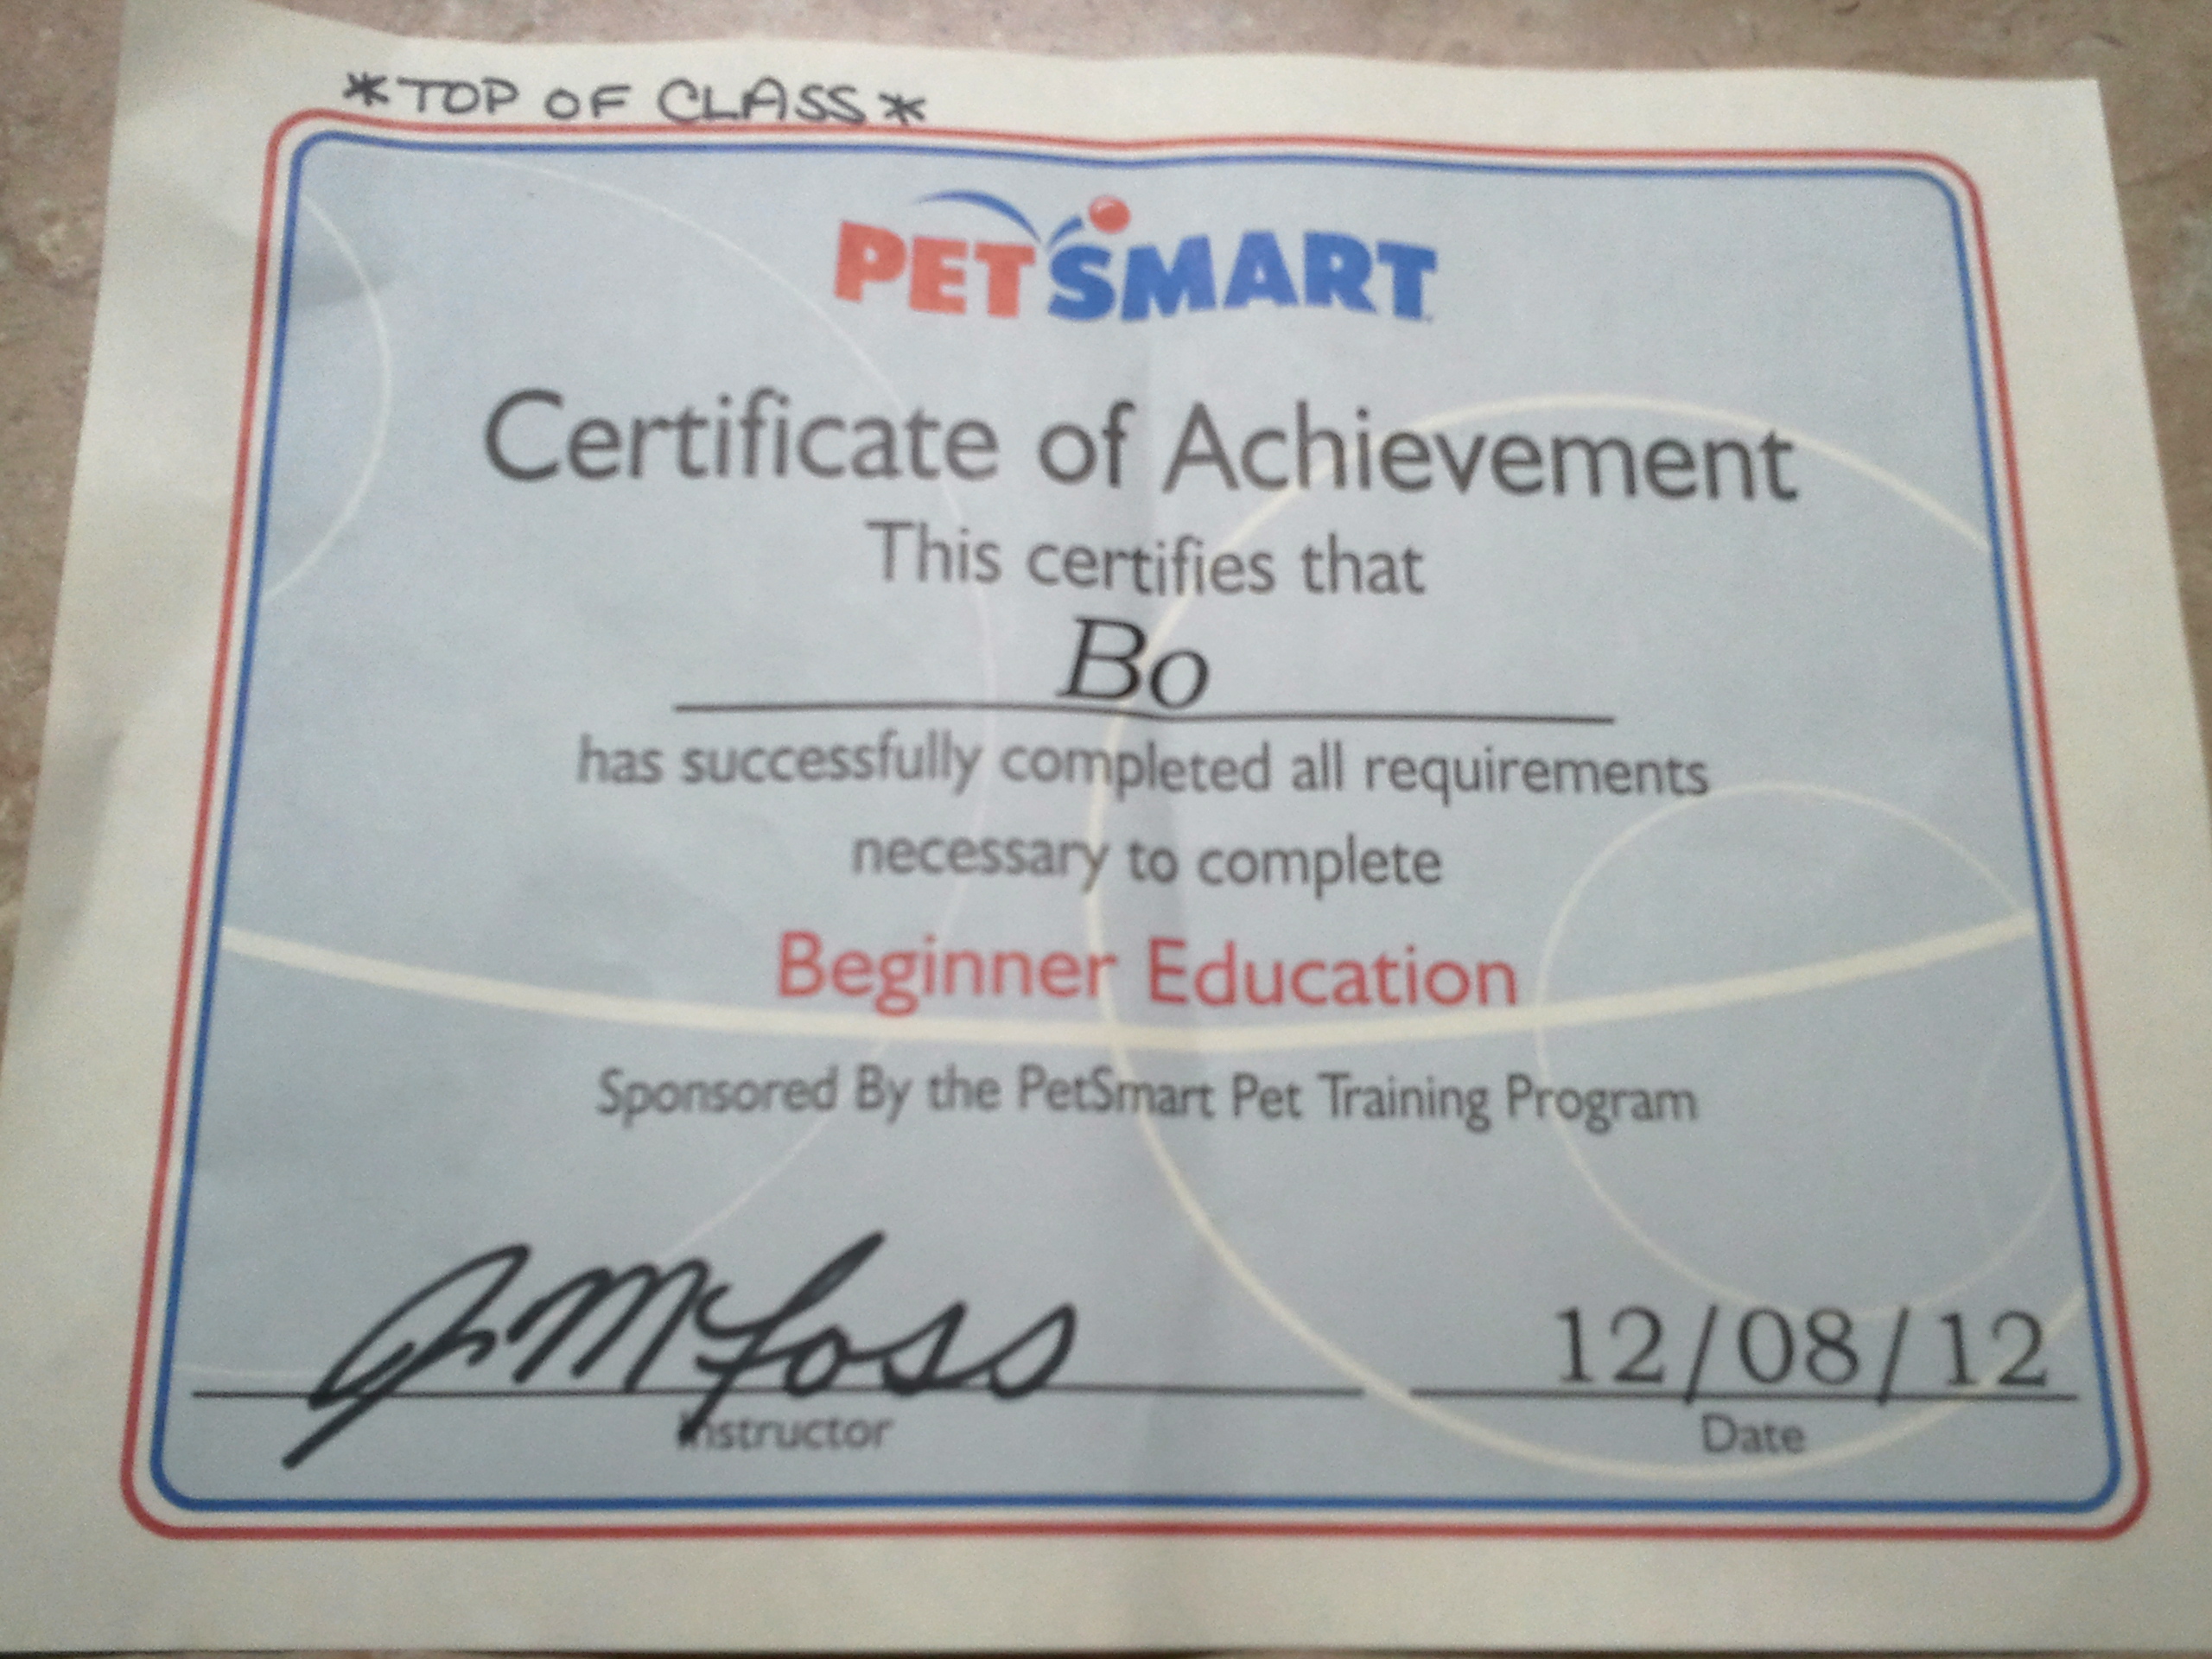 *TOP OF CLASS*
PETSMART
Certificate of Achievement
This certifies that
Bo
has successfully completed all requirements
necessary to complete
Beginner Education
Sponsored By the PetSmart Pet Training Program
12/08/12
Instructor
Date